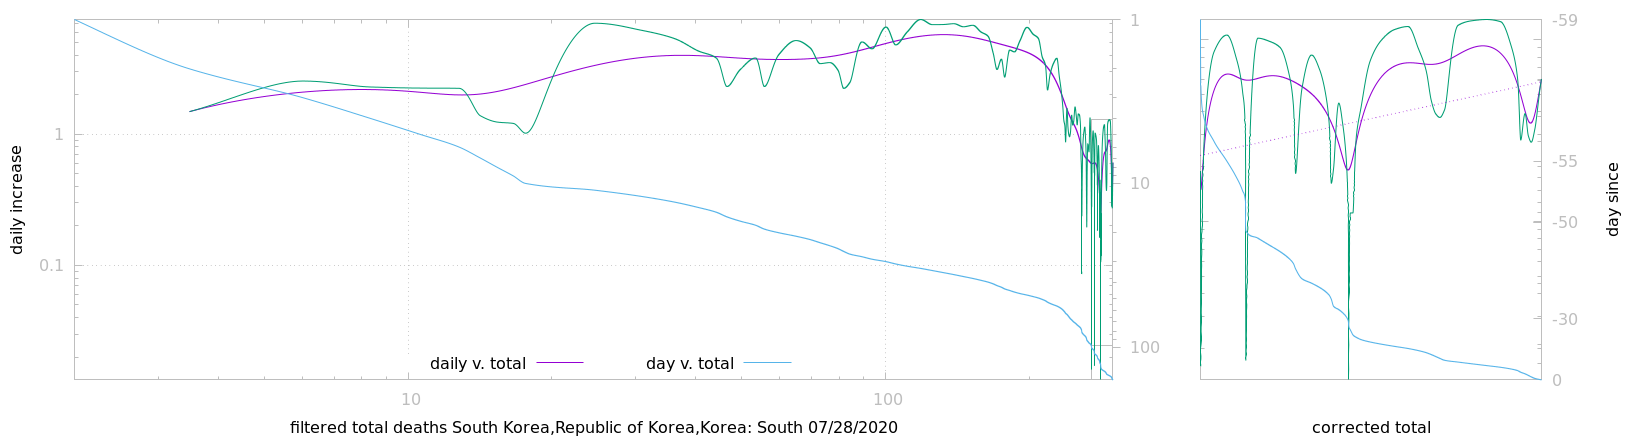 1
-59
1
daily increase
-55
day since
10
-50
0.1
-30
100
daily v. total
day v. total
0
10
100
filtered total deaths South Korea,Republic of Korea,Korea: South 07/28/2020
corrected total